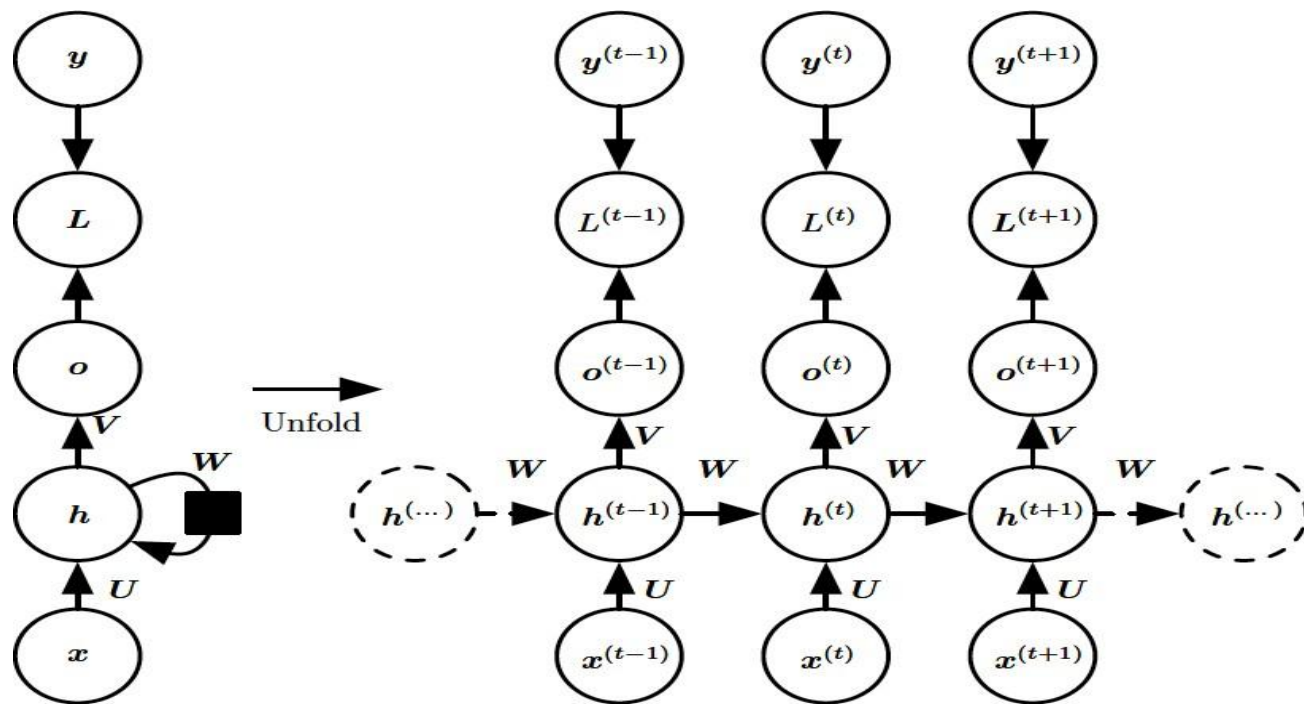 y y^(t−1) y^(t) y^(t+1)
L L^(t−1) L^(t) L^(t+1)
o o^(t−1) o^(t) o^(t+1)
Unfold
V V V V
W W W W W
h h^(...) h^(t−1) h^(t) h^(t+1) h^(...)
U U U U
x x^(t−1) x^(t) x^(t+1)